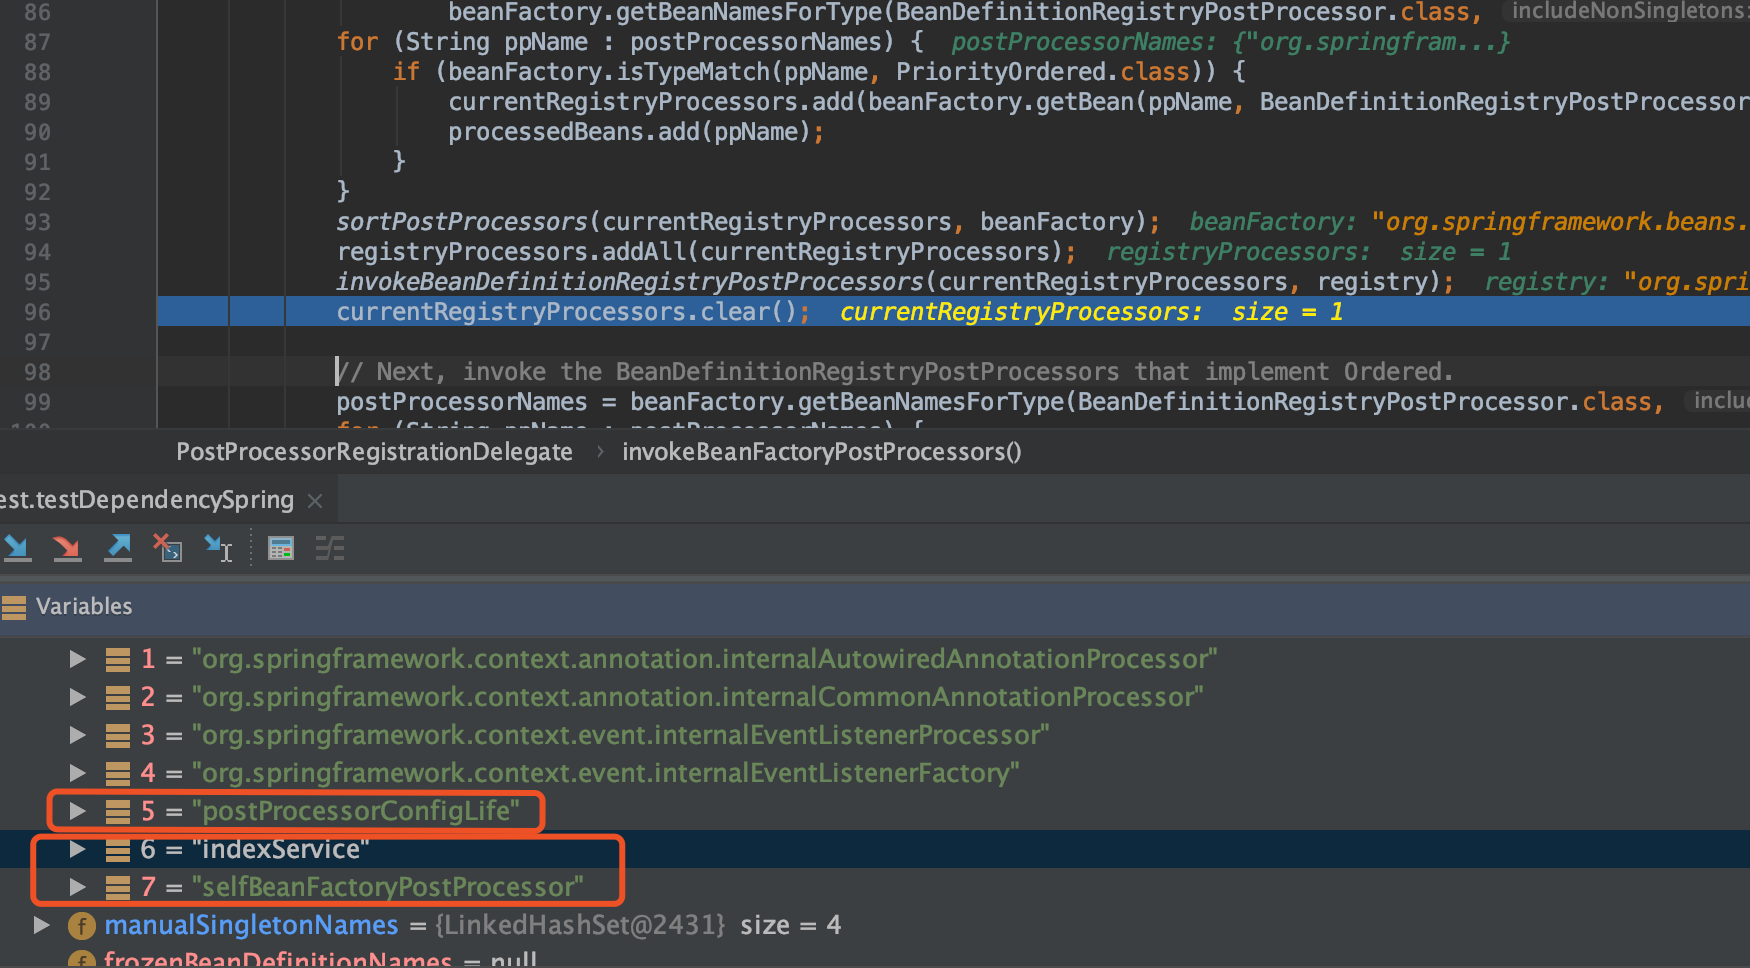 86 beanFactory.getBeanNamesForType(BeanDefinitionRegistryPostProcessor.class, includeNonSingletons:
87 for (String ppName : postProcessorNames) { postProcessorNames: {"org.springfram...}
88 if (beanFactory.isTypeMatch(ppName, PriorityOrdered.class)) {
89 currentRegistryProcessors.add(beanFactory.getBean(ppName, BeanDefinitionRegistryPostProcessor
90 processedBeans.add(ppName);
91 }
92 }
93 sortPostProcessors(currentRegistryProcessors, beanFactory); beanFactory: "org.springframework.beans.
94 registryProcessors.addAll(currentRegistryProcessors); registryProcessors: size = 1
95 invokeBeanDefinitionRegistryPostProcessors(currentRegistryProcessors, registry); registry: "org.spri
96 currentRegistryProcessors.clear(); currentRegistryProcessors: size = 1
97
98 // Next, invoke the BeanDefinitionRegistryPostProcessors that implement Ordered.
99 postProcessorNames = beanFactory.getBeanNamesForType(BeanDefinitionRegistryPostProcessor.class, inclu
100 for (String ppName : postProcessorNames) {
PostProcessorRegistrationDelegate › invokeBeanFactoryPostProcessors()
est.testDependencySpring ×
Variables
1 = "org.springframework.context.annotation.internalAutowiredAnnotationProcessor"
2 = "org.springframework.context.annotation.internalCommonAnnotationProcessor"
3 = "org.springframework.context.event.internalEventListenerProcessor"
4 = "org.springframework.context.event.internalEventListenerFactory"
5 = "postProcessorConfigLife"
6 = "indexService"
7 = "selfBeanFactoryPostProcessor"
f manualSingletonNames = {LinkedHashSet@2431} size = 4
f frozenBeanDefinitionNames = null